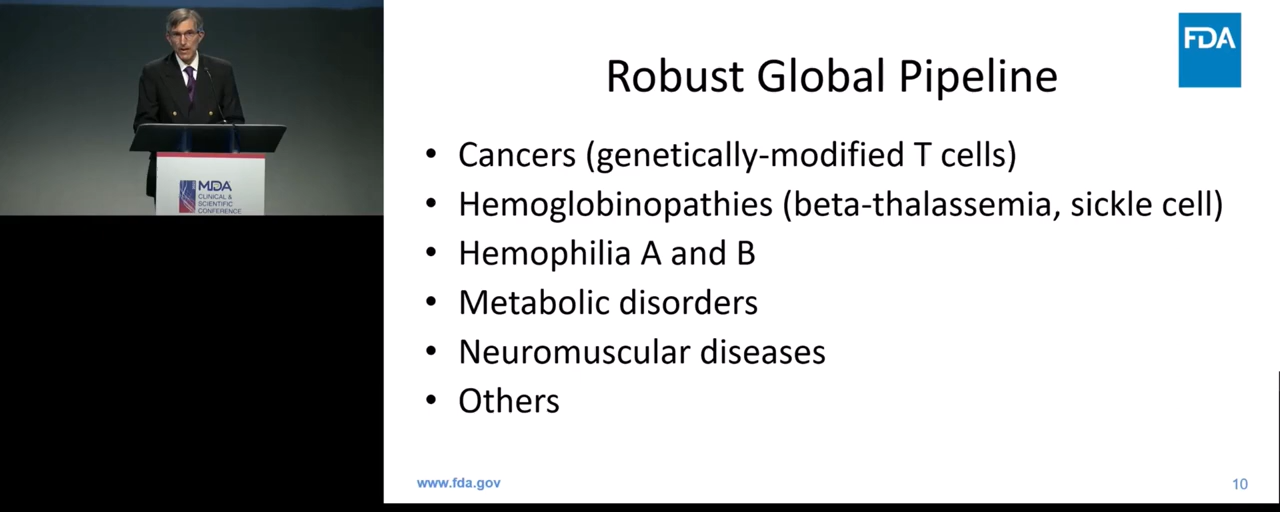 MDA
CLINICAL &
SCIENTIFIC
CONFERENCE
FDA
Robust Global Pipeline
• Cancers (genetically-modified T cells)
• Hemoglobinopathies (beta-thalassemia, sickle cell)
• Hemophilia A and B
• Metabolic disorders
• Neuromuscular diseases
• Others
www.fda.gov
10